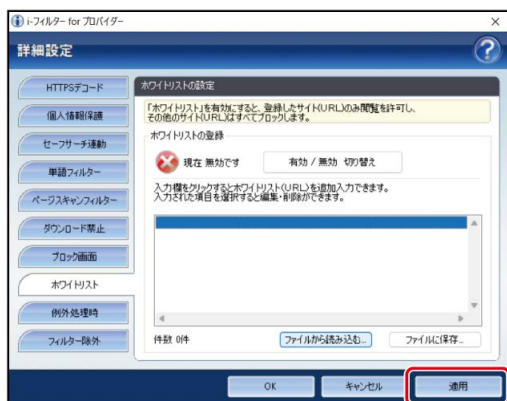 i-フィルター for プロバイダー
詳細設定
?
HTTPSデコード
個人情報保護
セーフサーチ連動
単語フィルター
ページスキャンフィルター
ダウンロード禁止
ブロック画面
ホワイトリスト
例外処理時
フィルター除外
ホワイトリストの設定
「ホワイトリスト」を有効にすると、登録したサイト(URL)のみ閲覧を許可し、
その他のサイト(URL)はすべてブロックします。
ホワイトリストの登録
現在 無効です
有効 / 無効 切り替え
入力欄をクリックするとホワイトリスト(URL)を追加入力できます。
入力された項目を選択すると編集・削除ができます。
件数 0件
ファイルから読み込む...
ファイルに保存...
OK
キャンセル
適用